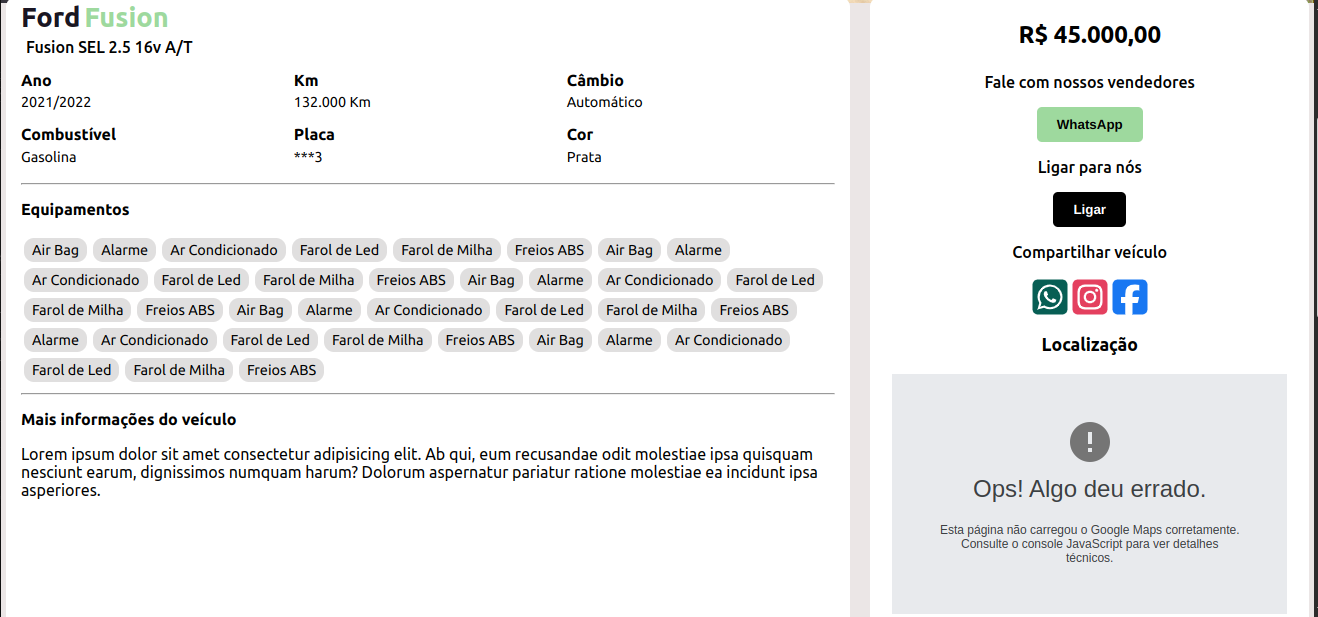 Ford Fusion
Fusion SEL 2.5 16v A/T
Ano Km Câmbio
2021/2022 132.000 Km Automático
Combustível Placa Cor
Gasolina ***3 Prata
Equipamentos
Air Bag Alarme Ar Condicionado Farol de Led Farol de Milha Freios ABS Air Bag Alarme
Ar Condicionado Farol de Led Farol de Milha Freios ABS Air Bag Alarme Ar Condicionado Farol de Led
Farol de Milha Freios ABS Air Bag Alarme Ar Condicionado Farol de Led Farol de Milha Freios ABS
Alarme Ar Condicionado Farol de Led Farol de Milha Freios ABS Air Bag Alarme Ar Condicionado
Farol de Led Farol de Milha Freios ABS
Mais informações do veículo
Lorem ipsum dolor sit amet consectetur adipisicing elit. Ab qui, eum recusandae odit molestiae ipsa quisquam
nesciunt earum, dignissimos numquam harum? Dolorum aspernatur pariatur ratione molestiae ea incidunt ipsa
asperiores.
R$ 45.000,00
Fale com nossos vendedores
WhatsApp
Ligar para nós
Ligar
Compartilhar veículo
Localização
Ops! Algo deu errado.
Esta página não carregou o Google Maps corretamente.
Consulte o console JavaScript para ver detalhes
técnicos.